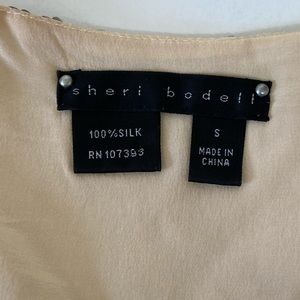 sheri bodell
100%SILK
RN107393
S
MADE IN
CHINA